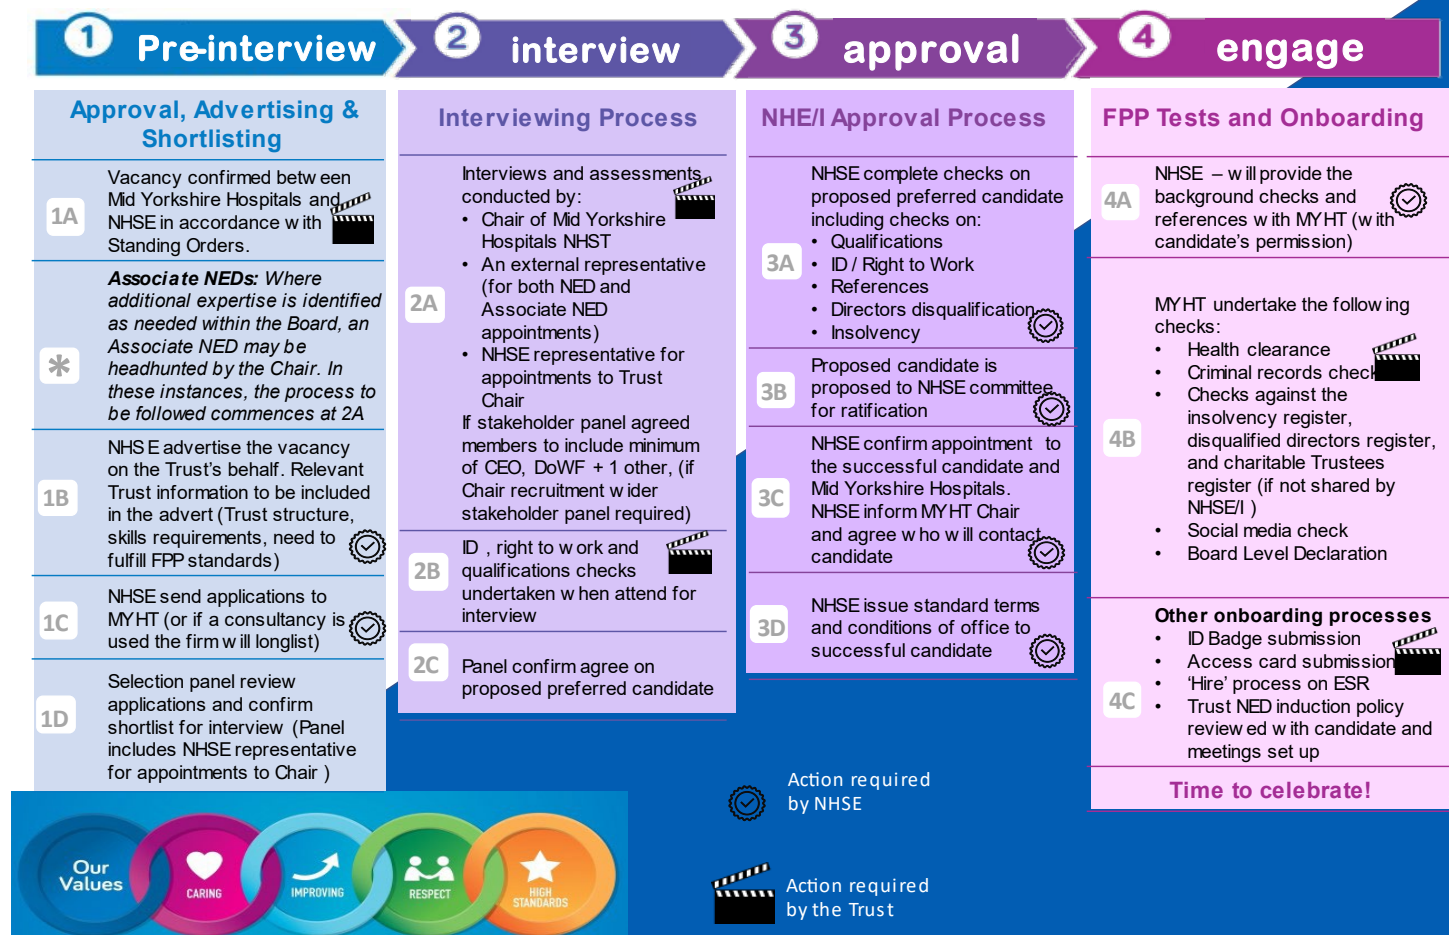 1 Pre-interview
2 interview
3 approval
4 engage
Approval, Advertising &
Shortlisting
1A
Vacancy confirmed between
Mid Yorkshire Hospitals and
NHSE in accordance with
Standing Orders.
*
Associate NEDs: Where
additional expertise is identified
as needed within the Board, an
Associate NED may be
headhunted by the Chair. In
these instances, the process to
be followed commences at 2A
1B
NHSE advertise the vacancy
on the Trust's behalf. Relevant
Trust information to be included
in the advert (Trust structure,
skills requirements, need to
fulfill FPP standards)
1C
NHSE send applications to
MYHT (or if a consultancy is
used the firm will longlist)
1D
Selection panel review
applications and confirm
shortlist for interview (Panel
includes NHSE representative
for appointments to Chair )
Interviewing Process
2A
Interviews and assessments
conducted by:
• Chair of Mid Yorkshire
Hospitals NHST
• An external representative
(for both NED and
Associate NED
appointments)
• NHSE representative for
appointments to Trust
Chair
If stakeholder panel agreed
members to include minimum
of CEO, DoWF + 1 other, (if
Chair recruitment wider
stakeholder panel required)
2B
ID , right to work and
qualifications checks
undertaken when attend for
interview
2C
Panel confirm agree on
proposed preferred candidate
NHE/I Approval Process
3A
NHSE complete checks on
proposed preferred candidate
including checks on:
• Qualifications
• ID / Right to Work
• References
• Directors disqualification
• Insolvency
3B
Proposed candidate is
proposed to NHSE committee
for ratification
3C
NHSE confirm appointment to
the successful candidate and
Mid Yorkshire Hospitals.
NHSE inform MYHT Chair
and agree who will contact
candidate
3D
NHSE issue standard terms
and conditions of office to
successful candidate
FPP Tests and Onboarding
4A
NHSE – will provide the
background checks and
references with MYHT (with
candidate's permission)
4B
MYHT undertake the following
checks:
• Health clearance
• Criminal records check
• Checks against the
insolvency register,
disqualified directors register,
and charitable Trustees
register (if not shared by
NHSE/I )
• Social media check
• Board Level Declaration
4C
Other onboarding processes
• ID Badge submission
• Access card submission
• 'Hire' process on ESR
• Trust NED induction policy
reviewed with candidate and
meetings set up
Time to celebrate!
Action required
by NHSE
Action required
by the Trust
Our
Values
CARING
IMPROVING
RESPECT
HIGH
STANDARDS